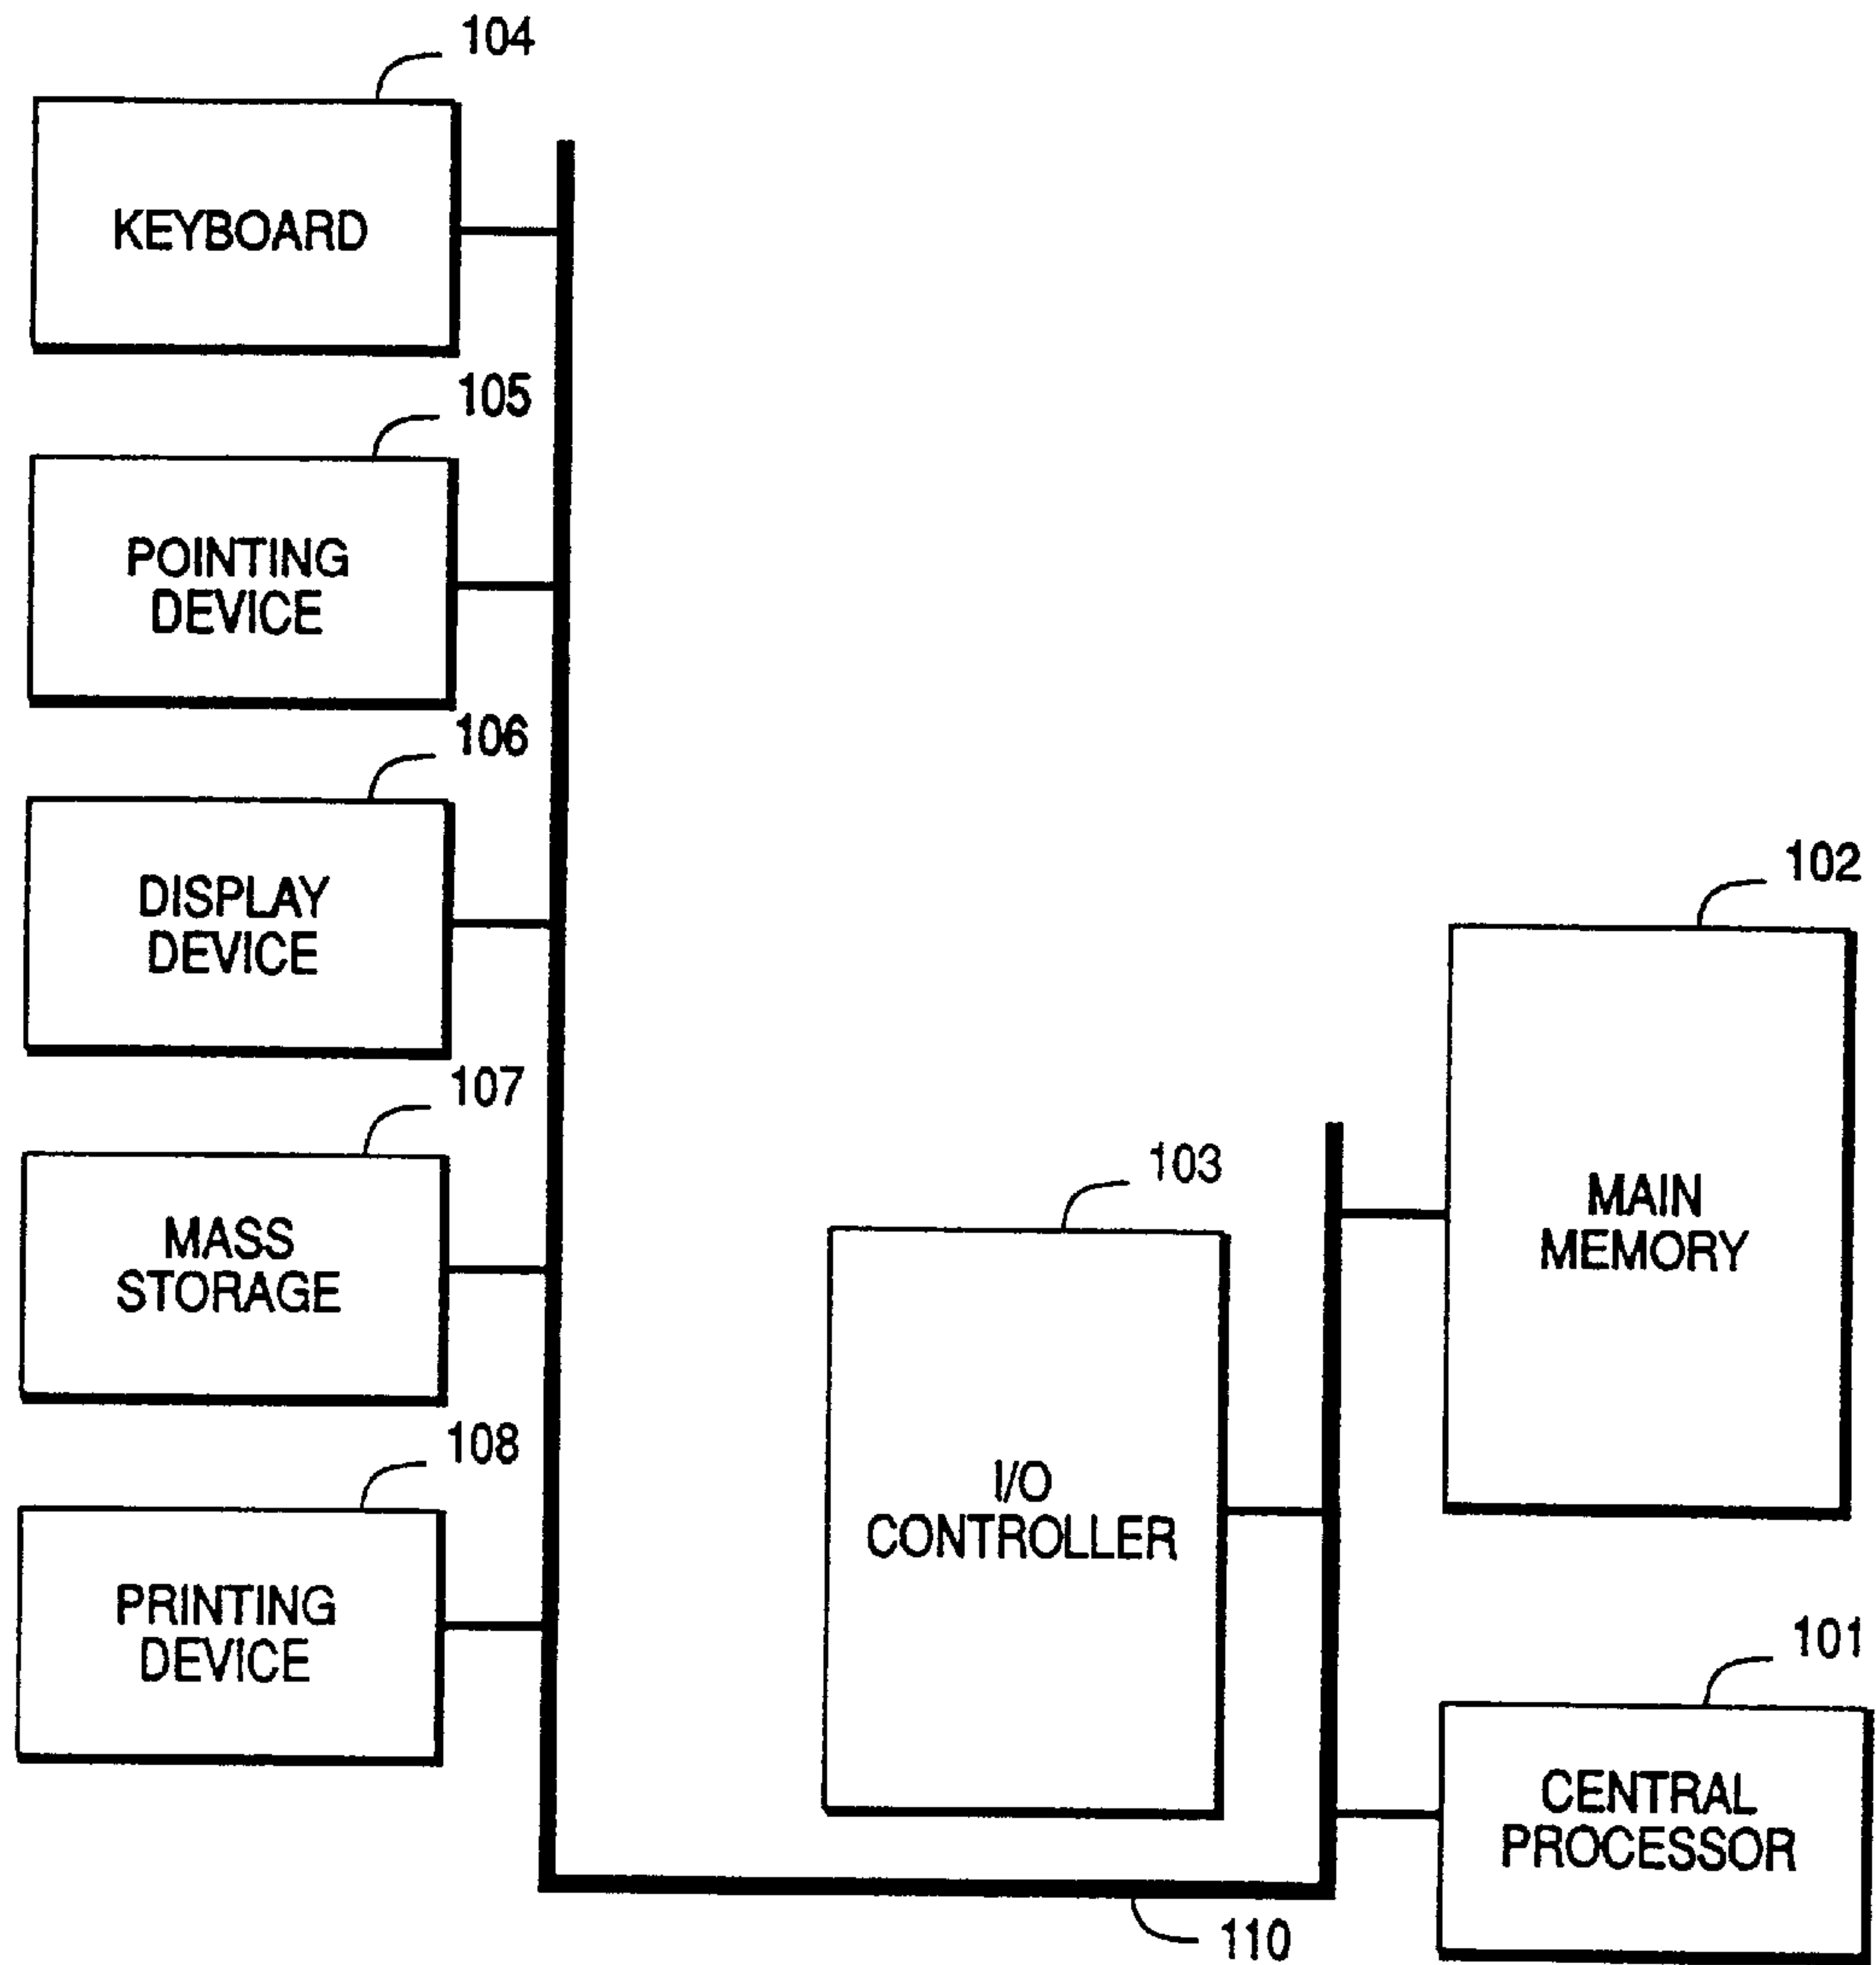 104
KEYBOARD
105
POINTING
DEVICE
106
DISPLAY
DEVICE
107
MASS
STORAGE
108
PRINTING
DEVICE
103
I/O
CONTROLLER
102
MAIN
MEMORY
101
CENTRAL
PROCESSOR
110